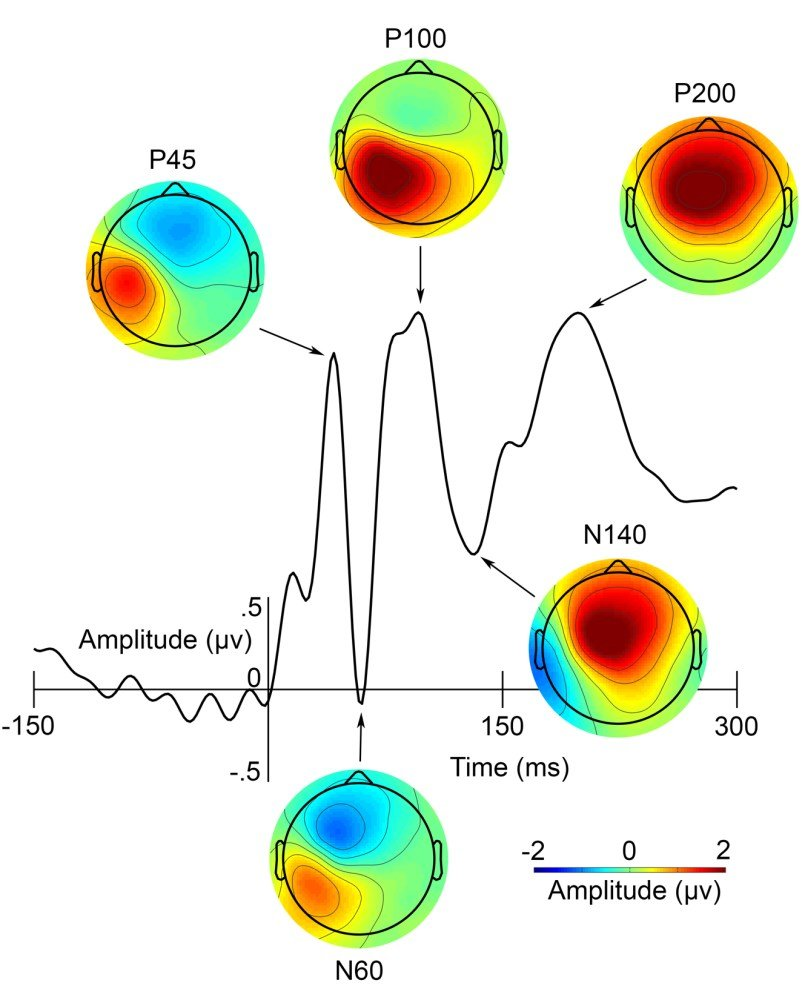 P100
P200
P45
N140
.5
Amplitude (μv)
0
-150
150
300
-.5
Time (ms)
-2
0
2
Amplitude (μv)
N60